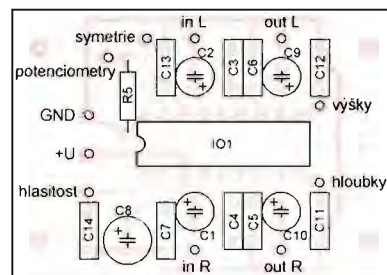 in L
out L
symetrie
C2
C9
potenciometry
C13
C3
C6
C12
R5
výšky
GND
IO1
+U
hlasitost
hloubky
C8
C14
C7
C1
C4
C5
C10
C11
in R
out R